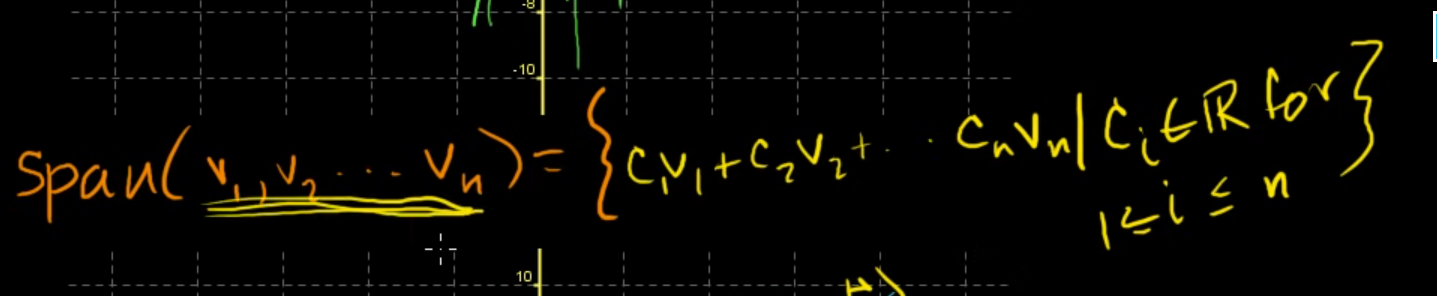 -8
-10
span(v₁, v₂ ... vₙ) = {c₁v₁ + c₂v₂ + ... cₙvₙ | cᵢ ∈ ℝ for
1 ≤ i ≤ n}
10